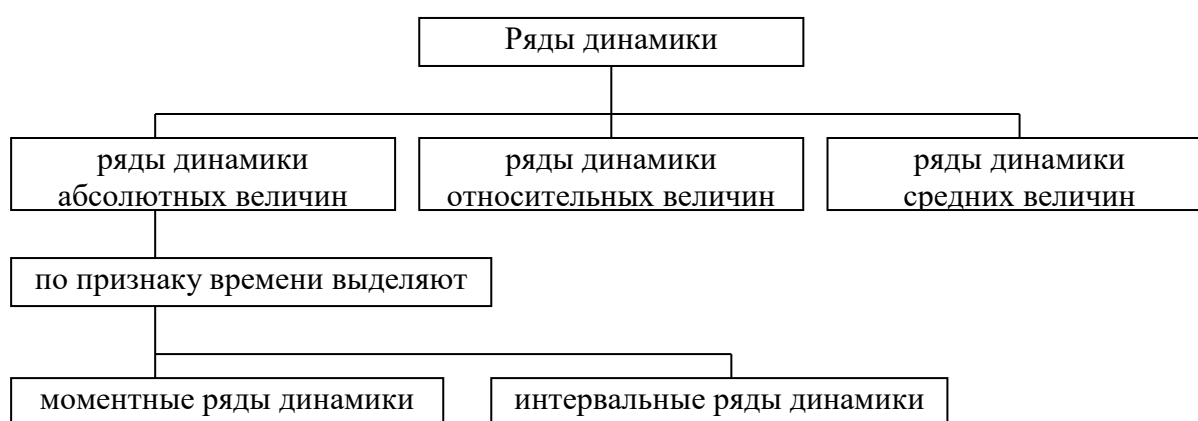 Ряды динамики
ряды динамики
абсолютных величин
ряды динамики
относительных величин
ряды динамики
средних величин
по признаку времени выделяют
моментные ряды динамики
интервальные ряды динамики